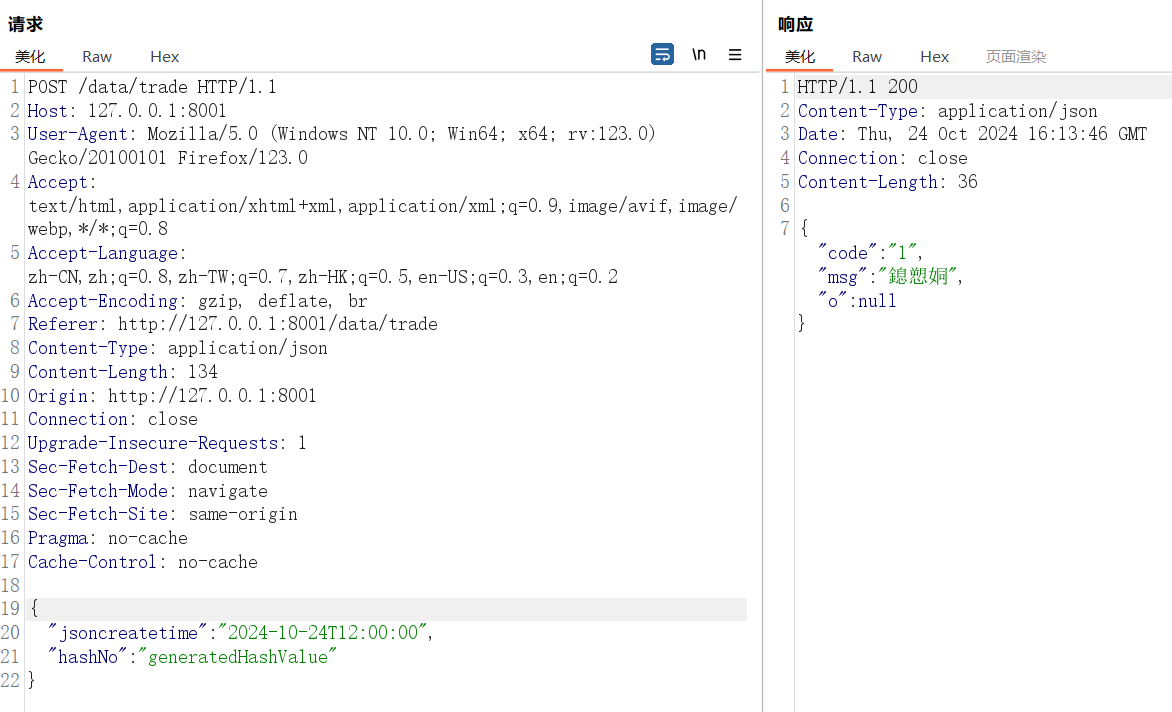 请求
美化 Raw Hex \n
1 POST /data/trade HTTP/1.1
2 Host: 127.0.0.1:8001
3 User-Agent: Mozilla/5.0 (Windows NT 10.0; Win64; x64; rv:123.0)
Gecko/20100101 Firefox/123.0
4 Accept:
text/html,application/xhtml+xml,application/xml;q=0.9,image/avif,image/
webp,*/*;q=0.8
5 Accept-Language:
zh-CN,zh;q=0.8,zh-TW;q=0.7,zh-HK;q=0.5,en-US;q=0.3,en;q=0.2
6 Accept-Encoding: gzip, deflate, br
7 Referer: http://127.0.0.1:8001/data/trade
8 Content-Type: application/json
9 Content-Length: 134
10 Origin: http://127.0.0.1:8001
11 Connection: close
12 Upgrade-Insecure-Requests: 1
13 Sec-Fetch-Dest: document
14 Sec-Fetch-Mode: navigate
15 Sec-Fetch-Site: same-origin
16 Pragma: no-cache
17 Cache-Control: no-cache
18
19 {
20 "jsoncreatetime":"2024-10-24T12:00:00",
21 "hashNo":"generatedHashValue"
22 }
响应
美化 Raw Hex 页面渲染
1 HTTP/1.1 200
2 Content-Type: application/json
3 Date: Thu, 24 Oct 2024 16:13:46 GMT
4 Connection: close
5 Content-Length: 36
6
7 {
"code":"1",
"msg":"鎴愬姛",
"o":null
}